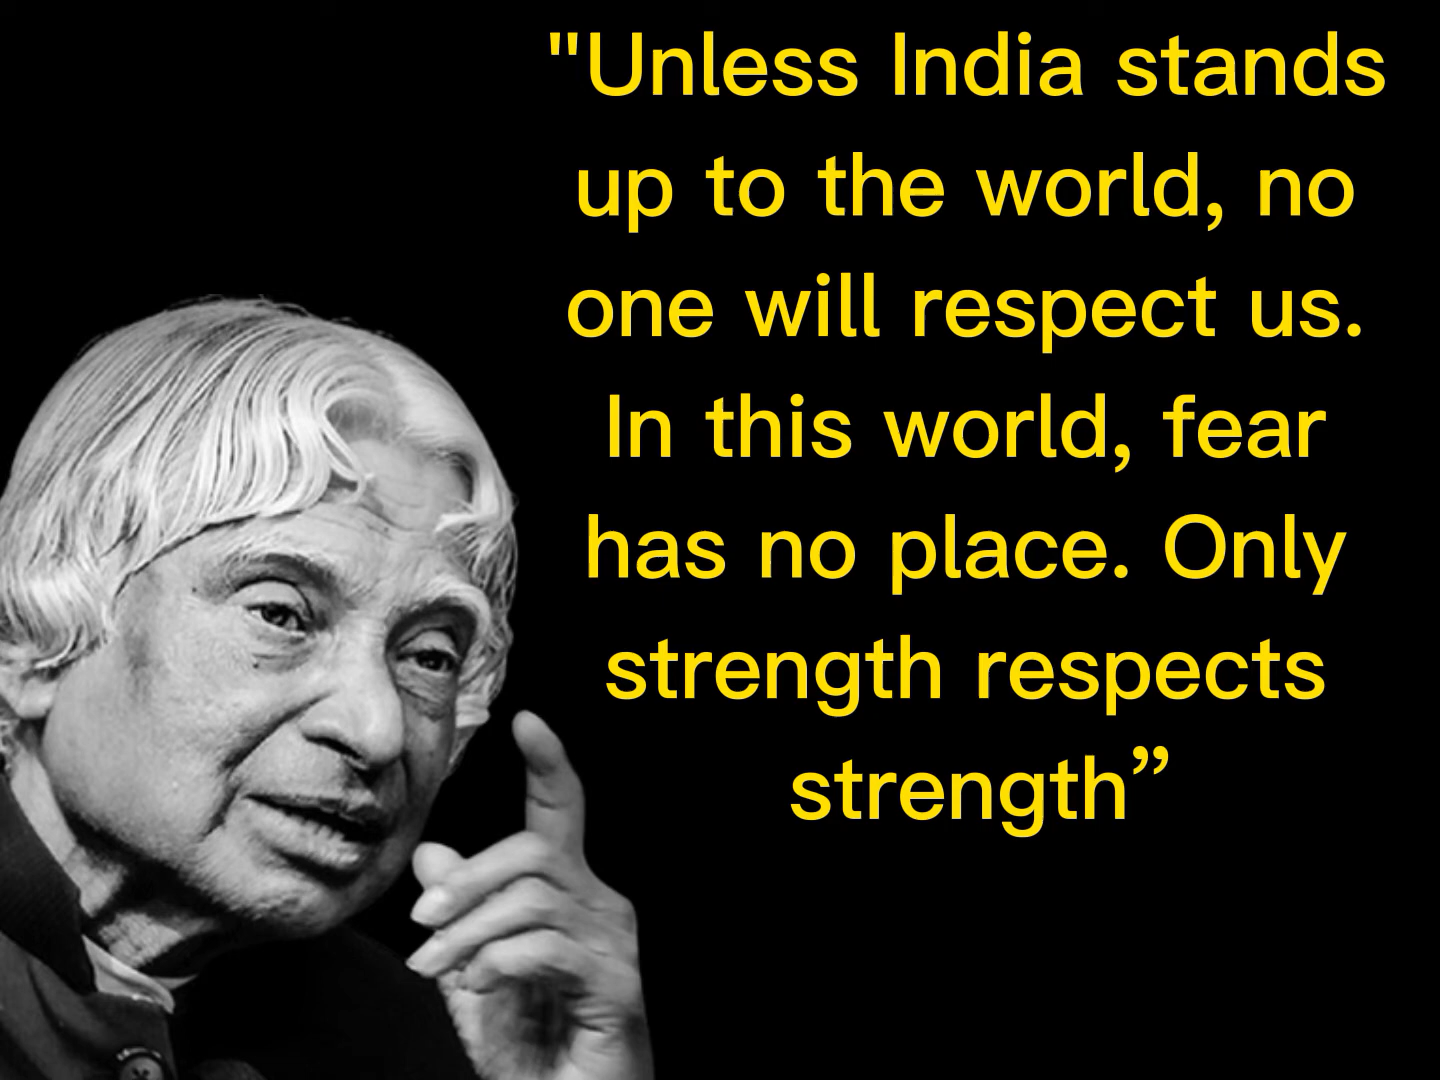 "Unless India stands
up to the world, no
one will respect us.
In this world, fear
has no place. Only
strength respects
strength”